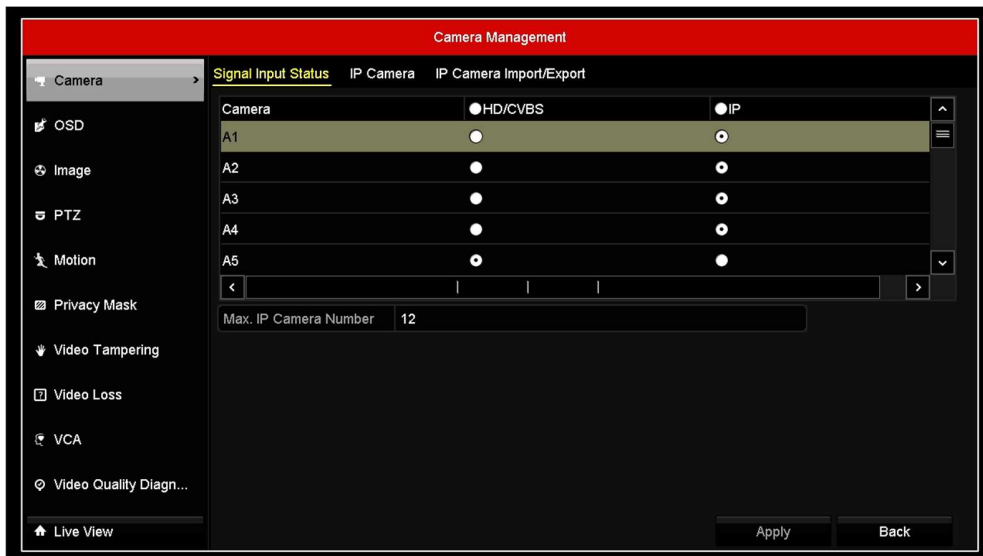 Camera Management
Camera
OSD
Image
PTZ
Motion
Privacy Mask
Video Tampering
Video Loss
VCA
Video Quality Diagn...
Live View
Signal Input Status IP Camera IP Camera Import/Export
Camera HD/CVBS IP
A1
A2
A3
A4
A5
Max. IP Camera Number 12
Apply Back